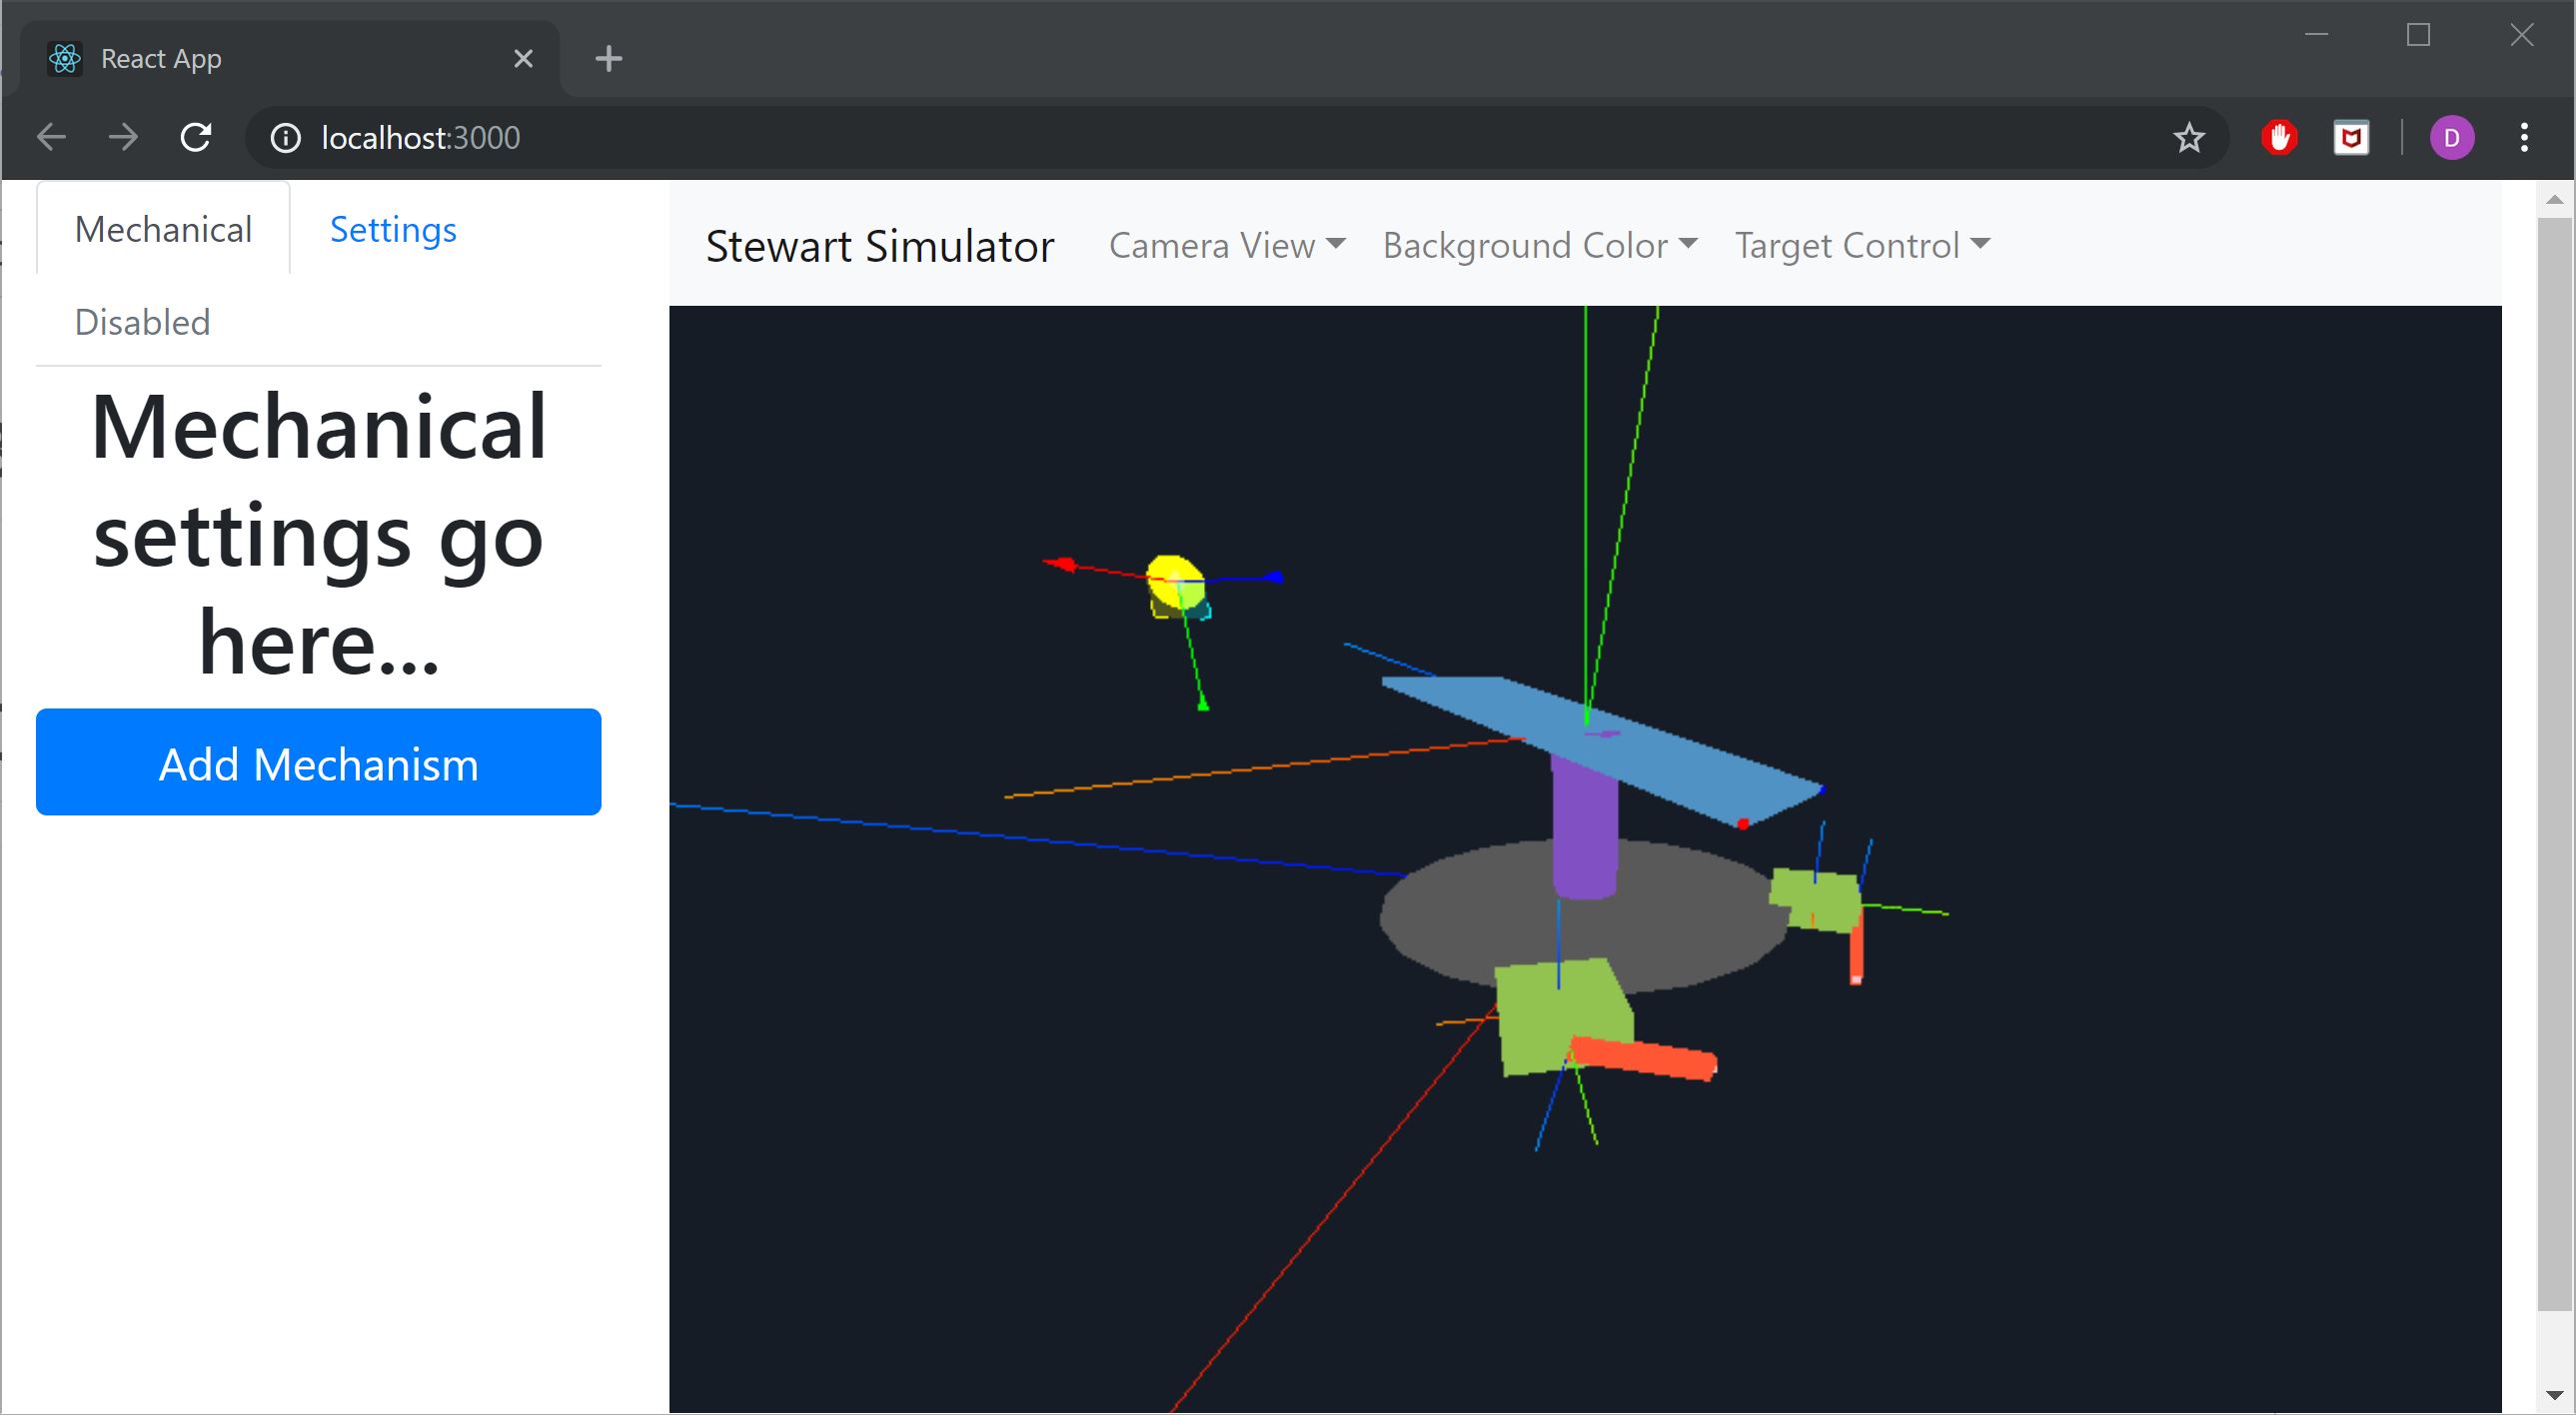 React App
localhost:3000
D
Mechanical
Settings
Disabled
Mechanical
settings go
here...
Add Mechanism
Stewart Simulator
Camera View
Background Color
Target Control